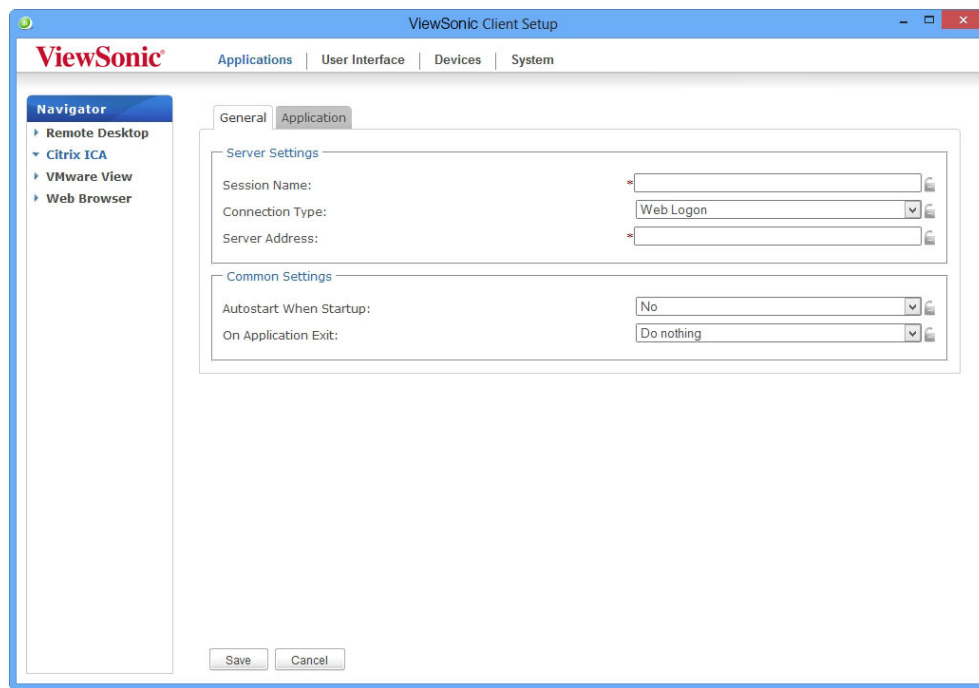 ViewSonic Client Setup
ViewSonic®
Applications | User Interface | Devices | System
Navigator
Remote Desktop
Citrix ICA
VMware View
Web Browser
General Application
Server Settings
Session Name: *
Connection Type: Web Logon
Server Address: *
Common Settings
Autostart When Startup: No
On Application Exit: Do nothing
Save Cancel